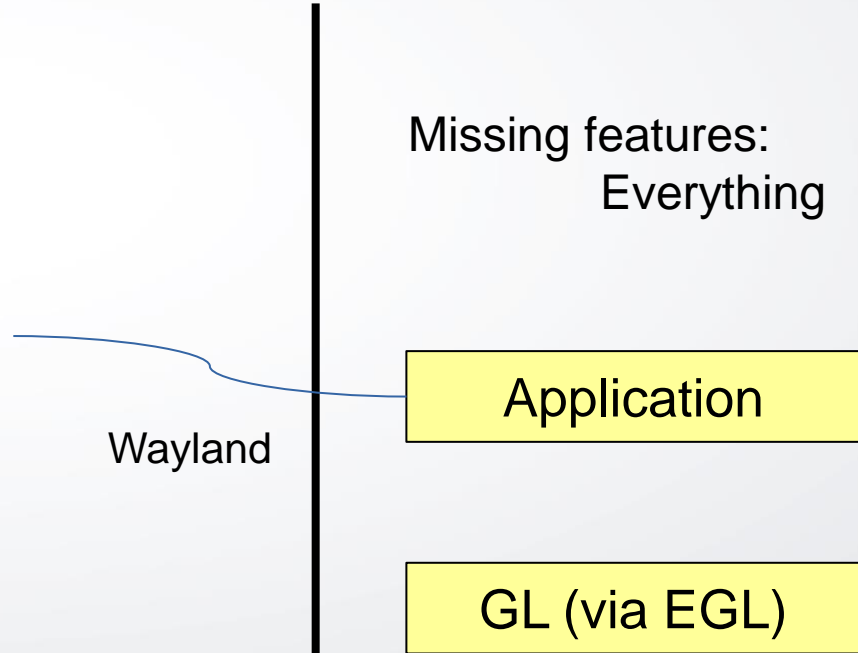 Missing features:
Everything
Application
Wayland
GL (via EGL)